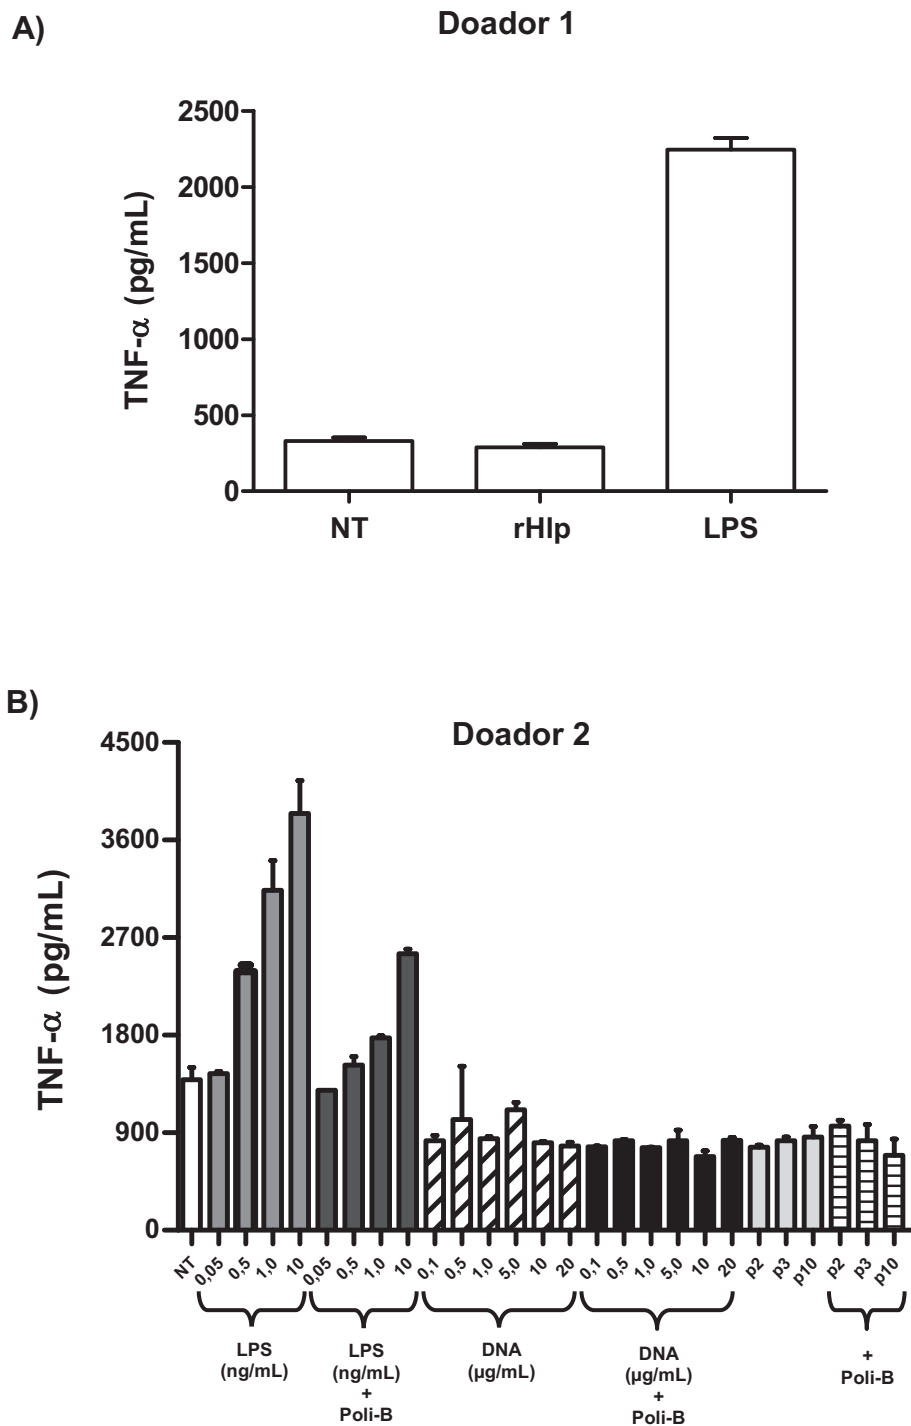 A)
Doador 1
TNF-α (pg/mL)
2500
2000
1500
1000
500
0
NT rHlp LPS
B)
Doador 2
TNF-α (pg/mL)
4500
3600
2700
1800
900
0
NT 0,05 0,5 1,0 10 0,05 0,5 1,0 10 0,1 0,5 1,0 5,0 10 20 0,1 0,5 1,0 5,0 10 20 p2 p3 p10 p2 p3 p10
LPS
(ng/mL)
LPS
(ng/mL)
+
Poli-B
DNA
(µg/mL)
DNA
(µg/mL)
+
Poli-B
+
Poli-B